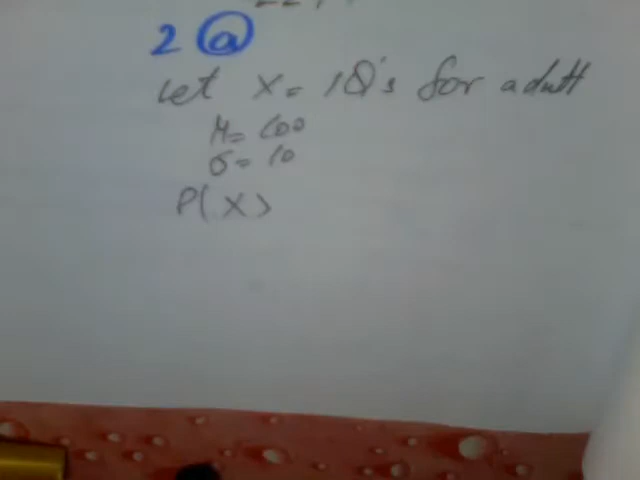 2 a
Let X = IQ's for adult
μ = 100
σ = 10
P(X>